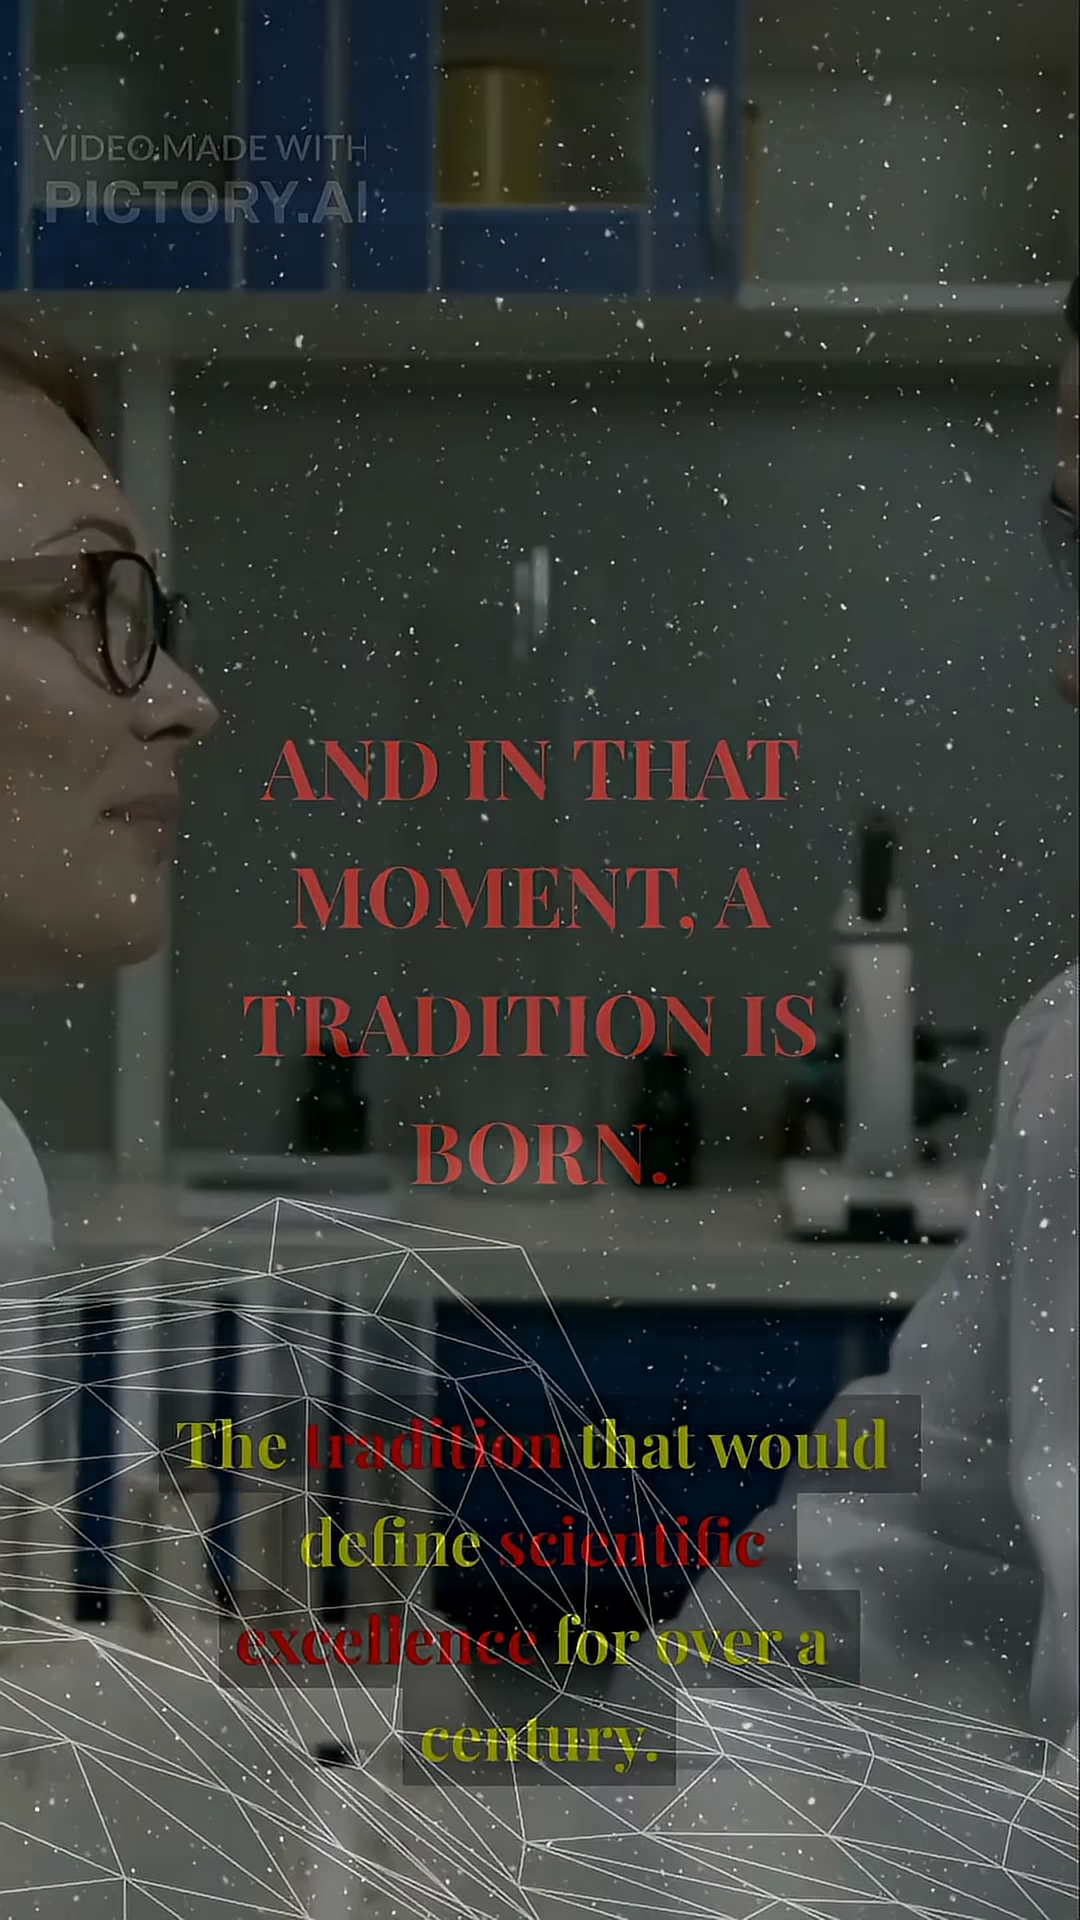 VIDEO MADE WITH
PICTORY.AI
AND IN THAT
MOMENT, A
TRADITION IS
BORN.
The tradition that would
define scientific
excellence for over a
century.